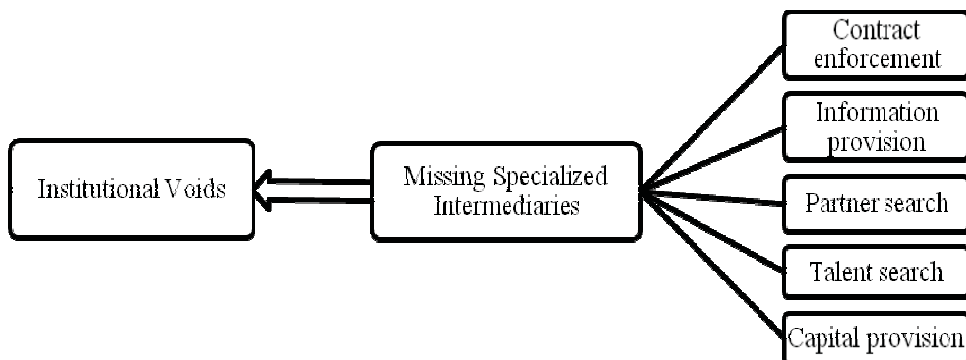 Institutional Voids
Missing Specialized
Intermediaries
Contract
enforcement
Information
provision
Partner search
Talent search
Capital provision